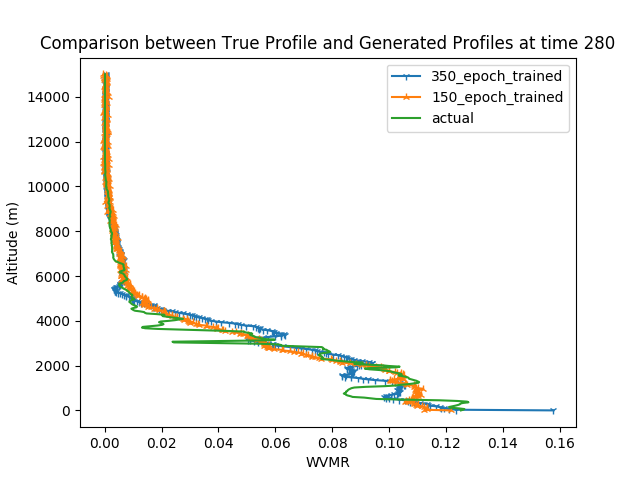 Comparison between True Profile and Generated Profiles at time 280
350_epoch_trained
150_epoch_trained
actual
Altitude (m)
14000
12000
10000
8000
6000
4000
2000
0
0.00 0.02 0.04 0.06 0.08 0.10 0.12 0.14 0.16
WVMR